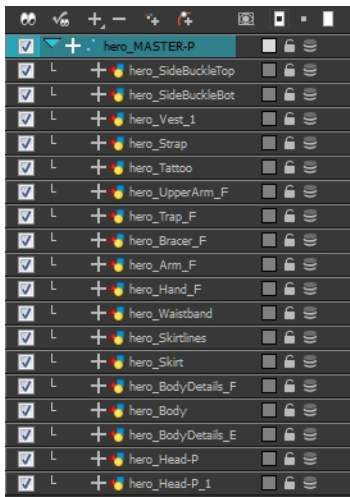 hero_MASTER-P
hero_SideBuckleTop
hero_SideBuckleBot
hero_Vest_1
hero_Strap
hero_Tattoo
hero_UpperArm_F
hero_Trap_F
hero_Bracer_F
hero_Arm_F
hero_Hand_F
hero_Waistband
hero_Skirtlines
hero_Skirt
hero_BodyDetails_F
hero_Body
hero_BodyDetails_E
hero_Head-P
hero_Head-P_1